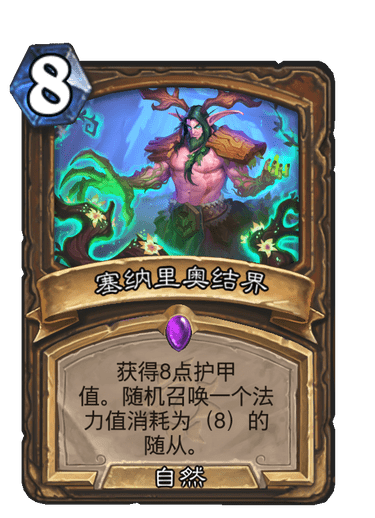 8
塞纳里奥结界
获得8点护甲
值。随机召唤一个法
力值消耗为（8）的
随从。
自然